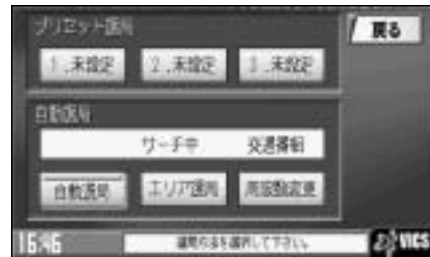 プリセット選局
戻る
1.未設定 2.未設定 3.未設定
自動選局
サーチ中 交通情報
自動選局 エリア選局 周波数変更
16:46 選局方法を選択して下さい。 VICS